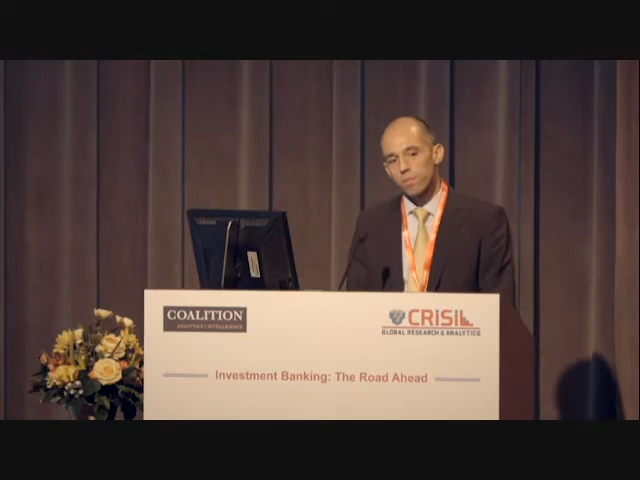 COALITION
ANALYTICS | INTELLIGENCE
CRISIL
GLOBAL RESEARCH & ANALYTICS
Investment Banking: The Road Ahead